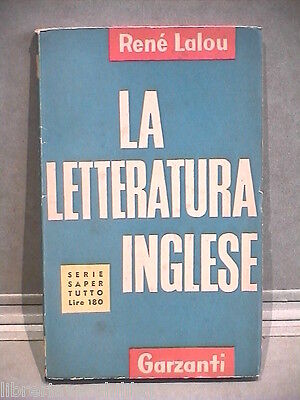 René Lalou
LA
LETTERATURA
INGLESE
SERIE
SAPER
TUTTO
Lire 180
Garzanti